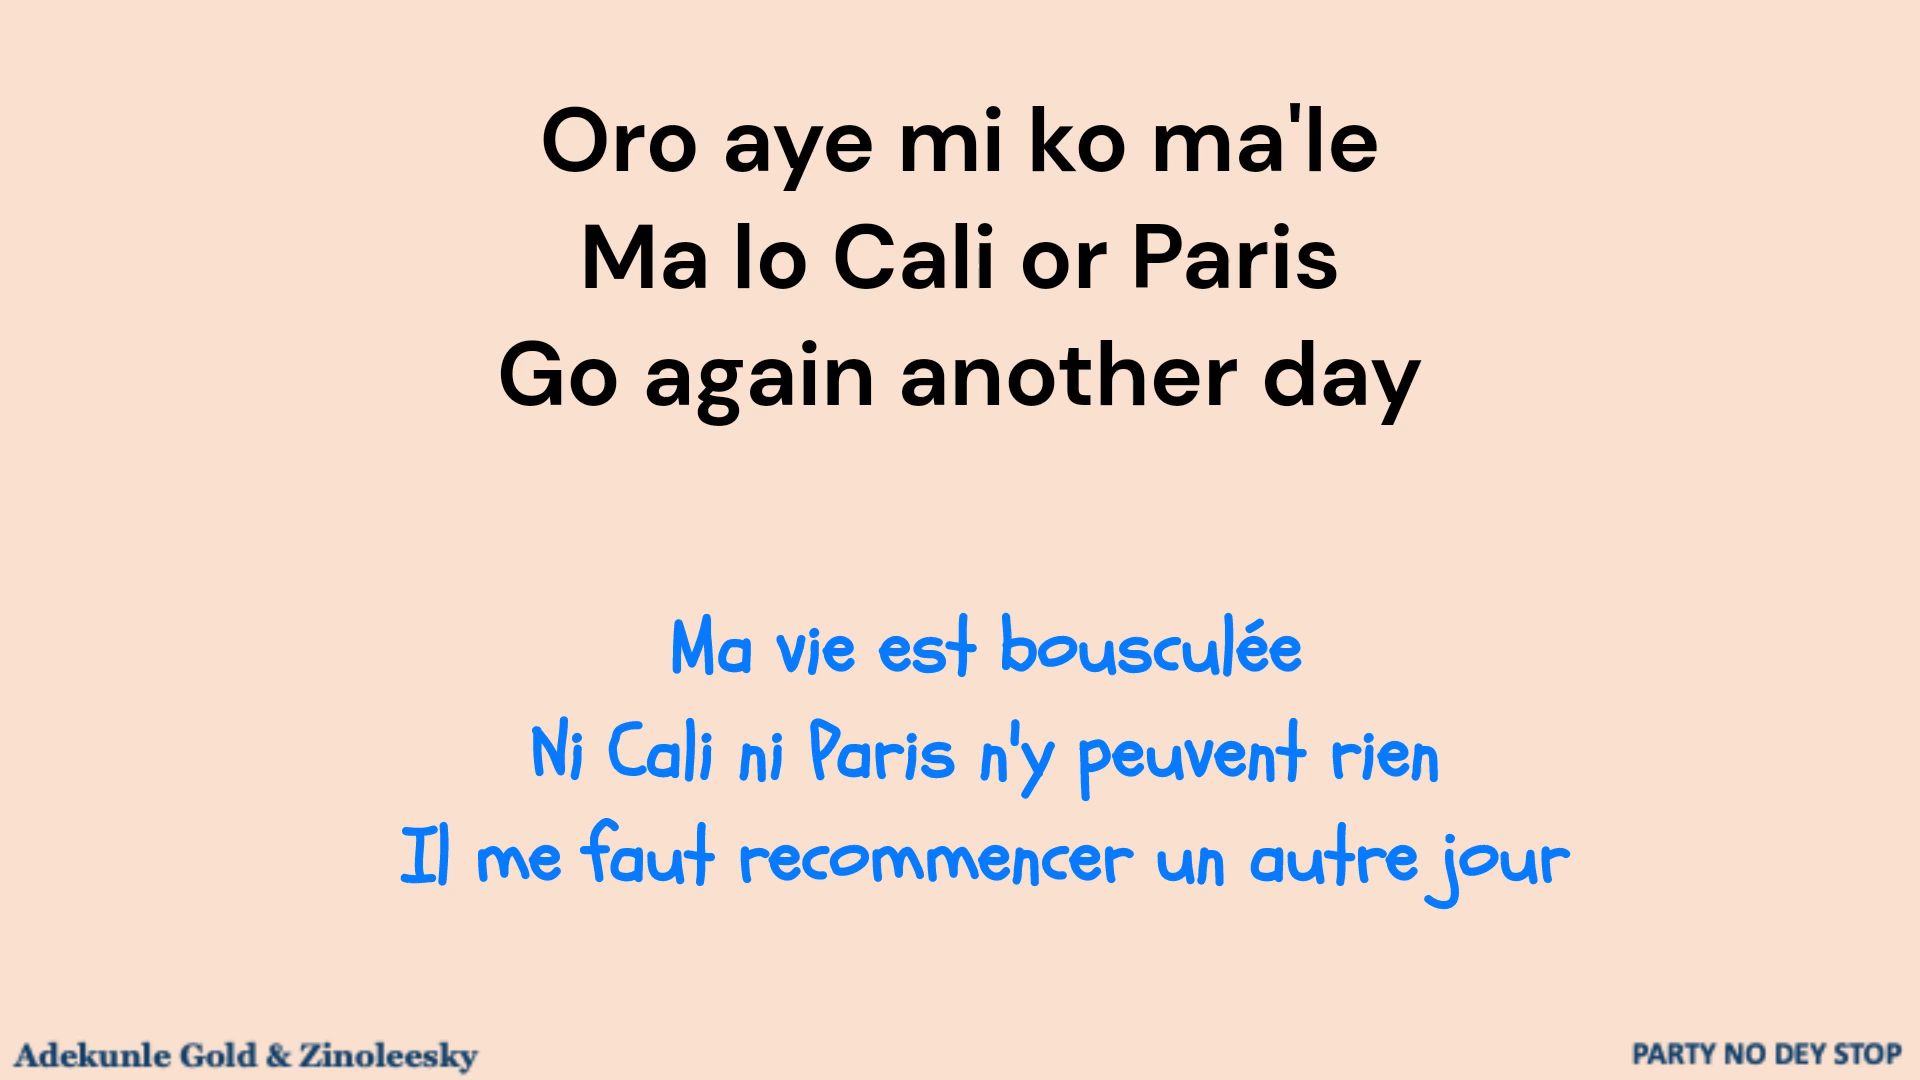 Oro aye mi ko ma'le
Ma lo Cali or Paris
Go again another day
Ma vie est bousculée
Ni Cali ni Paris n'y peuvent rien
Il me faut recommencer un autre jour
Adekunle Gold & Zinoleesky
PARTY NO DEY STOP